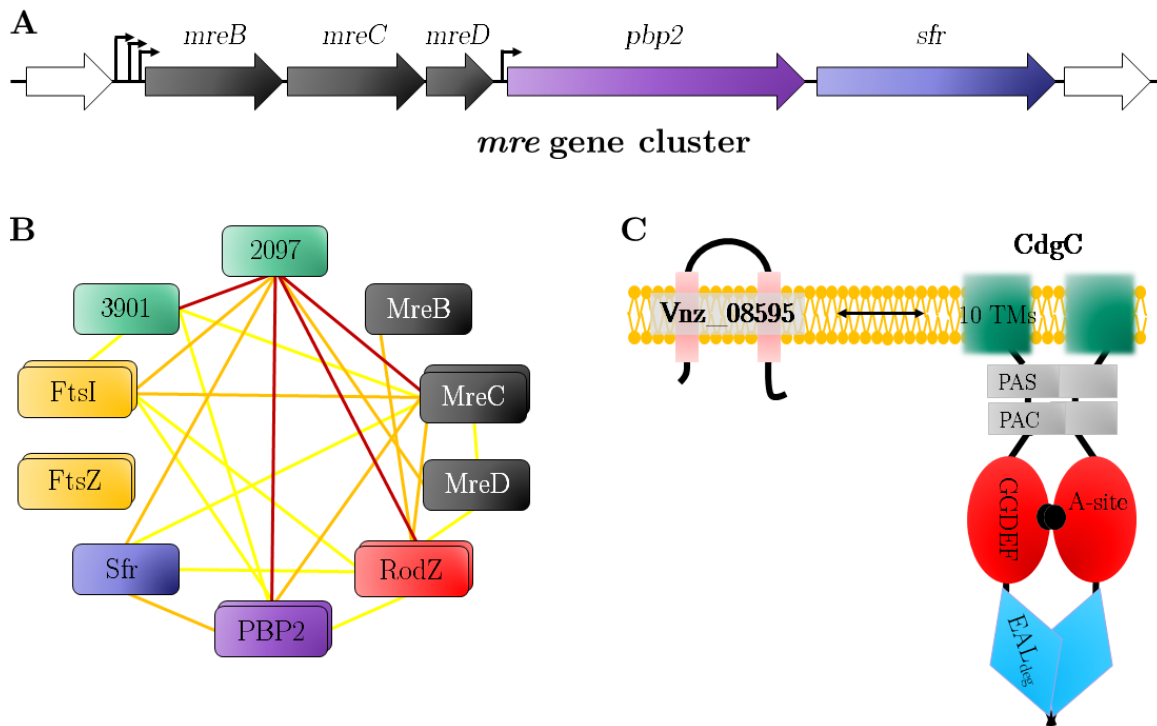 A
mreB mreC mreD pbp2 sfr
mre gene cluster
B
2097
3901
MreB
FtsI
MreC
FtsZ
MreD
Sfr
RodZ
PBP2
C
CdgC
Vnz_08595
10 TMs
PAS
PAC
GGDEF
A-site
EALdeg